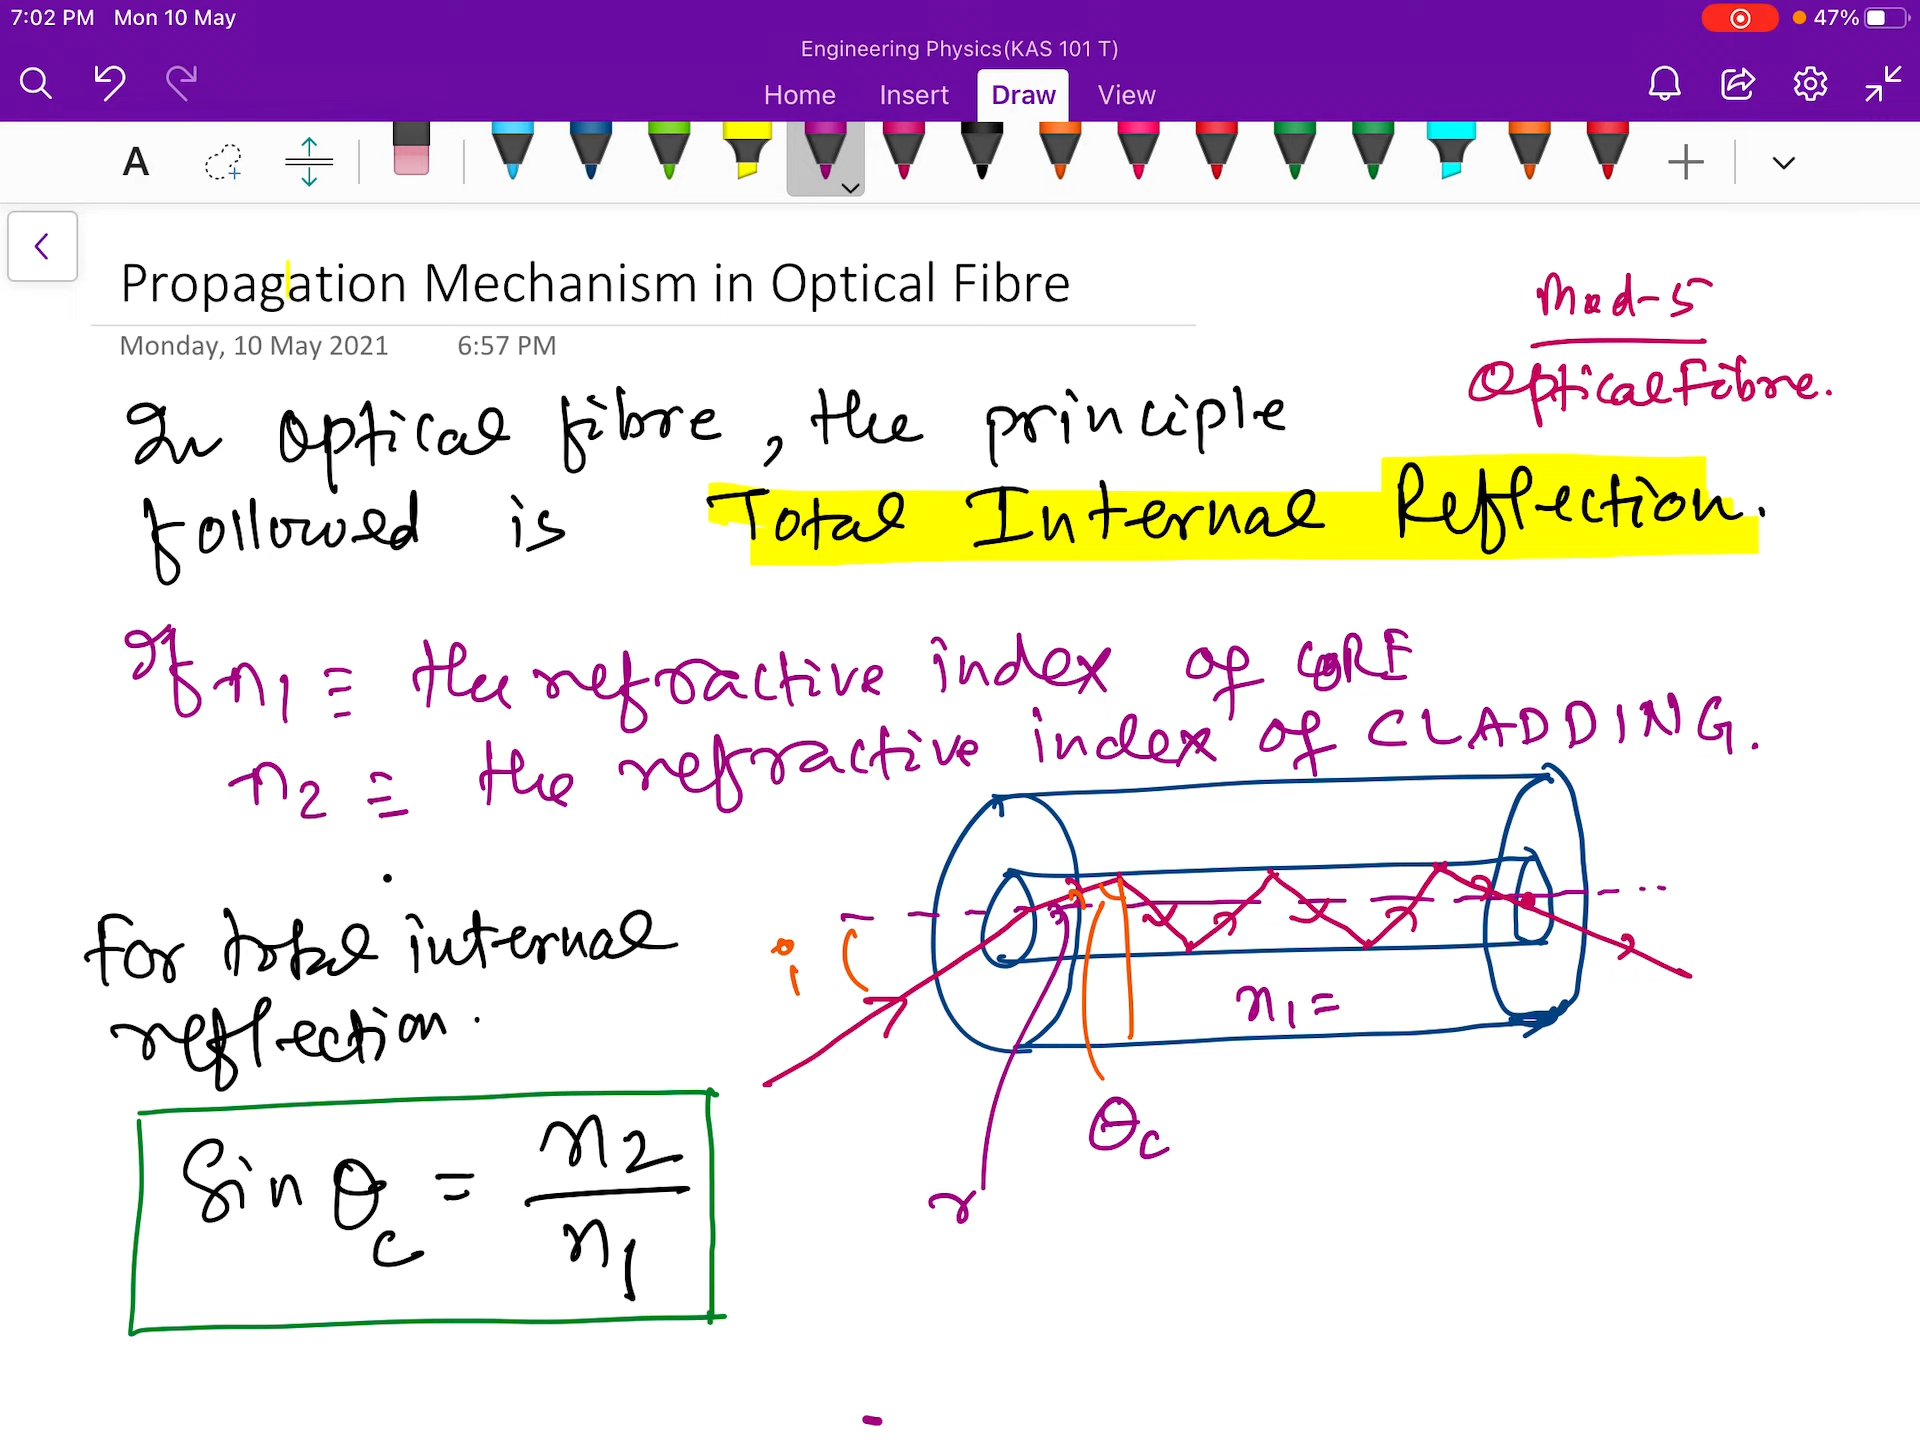 7:02 PM Mon 10 May 47%
Engineering Physics(KAS 101 T)
Home Insert Draw View
A
Propagation Mechanism in Optical Fibre
Monday, 10 May 2021 6:57 PM
Mod-5
Optical Fibre.
In optical fibre, the principle
followed is Total Internal Reflection.
If n1 ≡ the refractive index of CORE
n2 ≡ the refractive index of CLADDING.
For total internal
reflection.
i
n1 =
θc
r
Sin θc = n2/n1